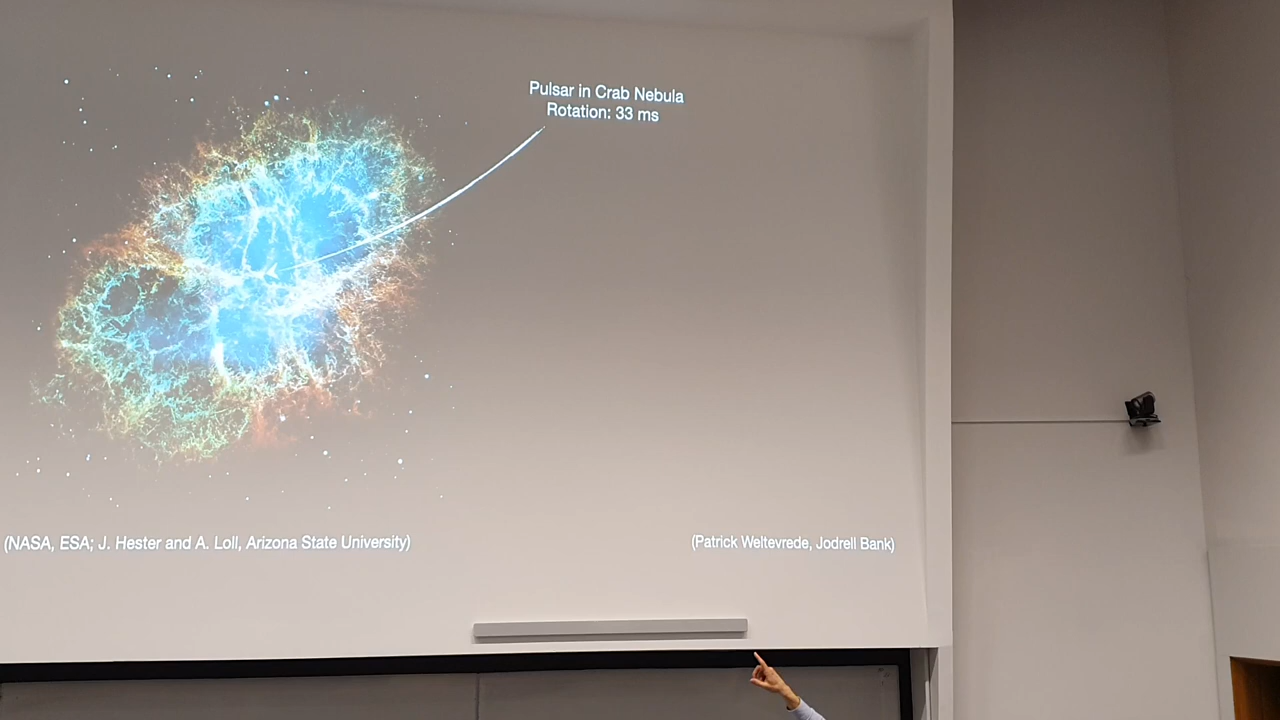 Pulsar in Crab Nebula
Rotation: 33 ms
(NASA, ESA; J. Hester and A. Loll, Arizona State University)
(Patrick Weltevrede, Jodrell Bank)